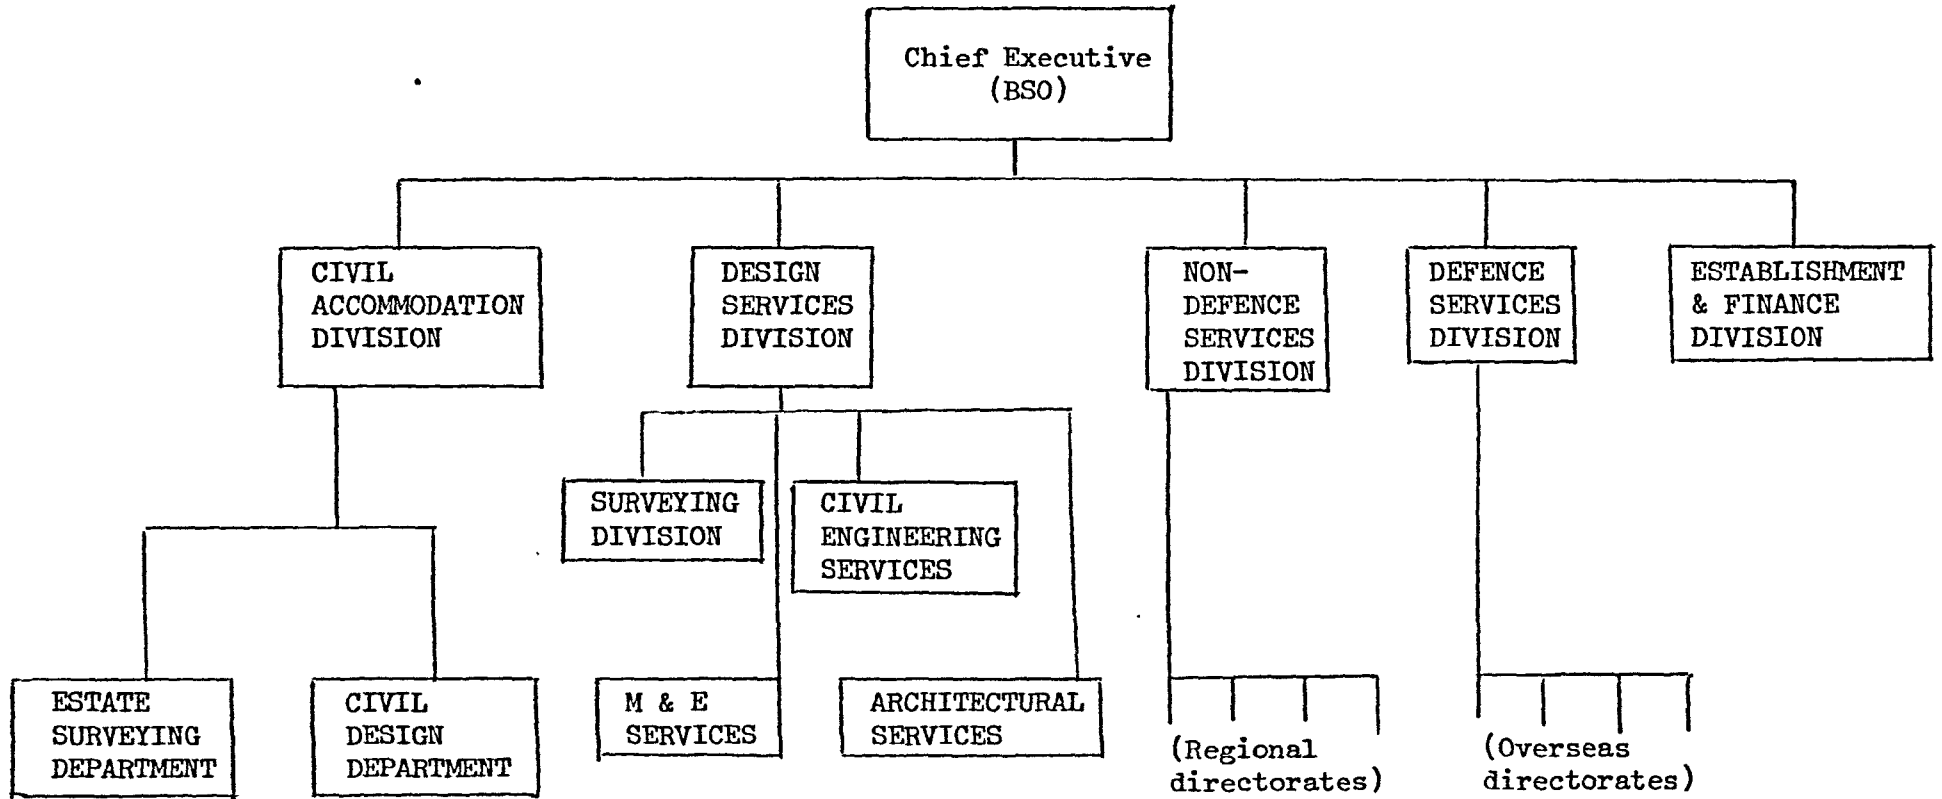 Chief Executive
(BSO)
CIVIL
ACCOMMODATION
DIVISION
DESIGN
SERVICES
DIVISION
NON-
DEFENCE
SERVICES
DIVISION
DEFENCE
SERVICES
DIVISION
ESTABLISHMENT
& FINANCE
DIVISION
SURVEYING
DIVISION
CIVIL
ENGINEERING
SERVICES
ESTATE
SURVEYING
DEPARTMENT
CIVIL
DESIGN
DEPARTMENT
M & E
SERVICES
ARCHITECTURAL
SERVICES
(Regional
directorates)
(Overseas
directorates)